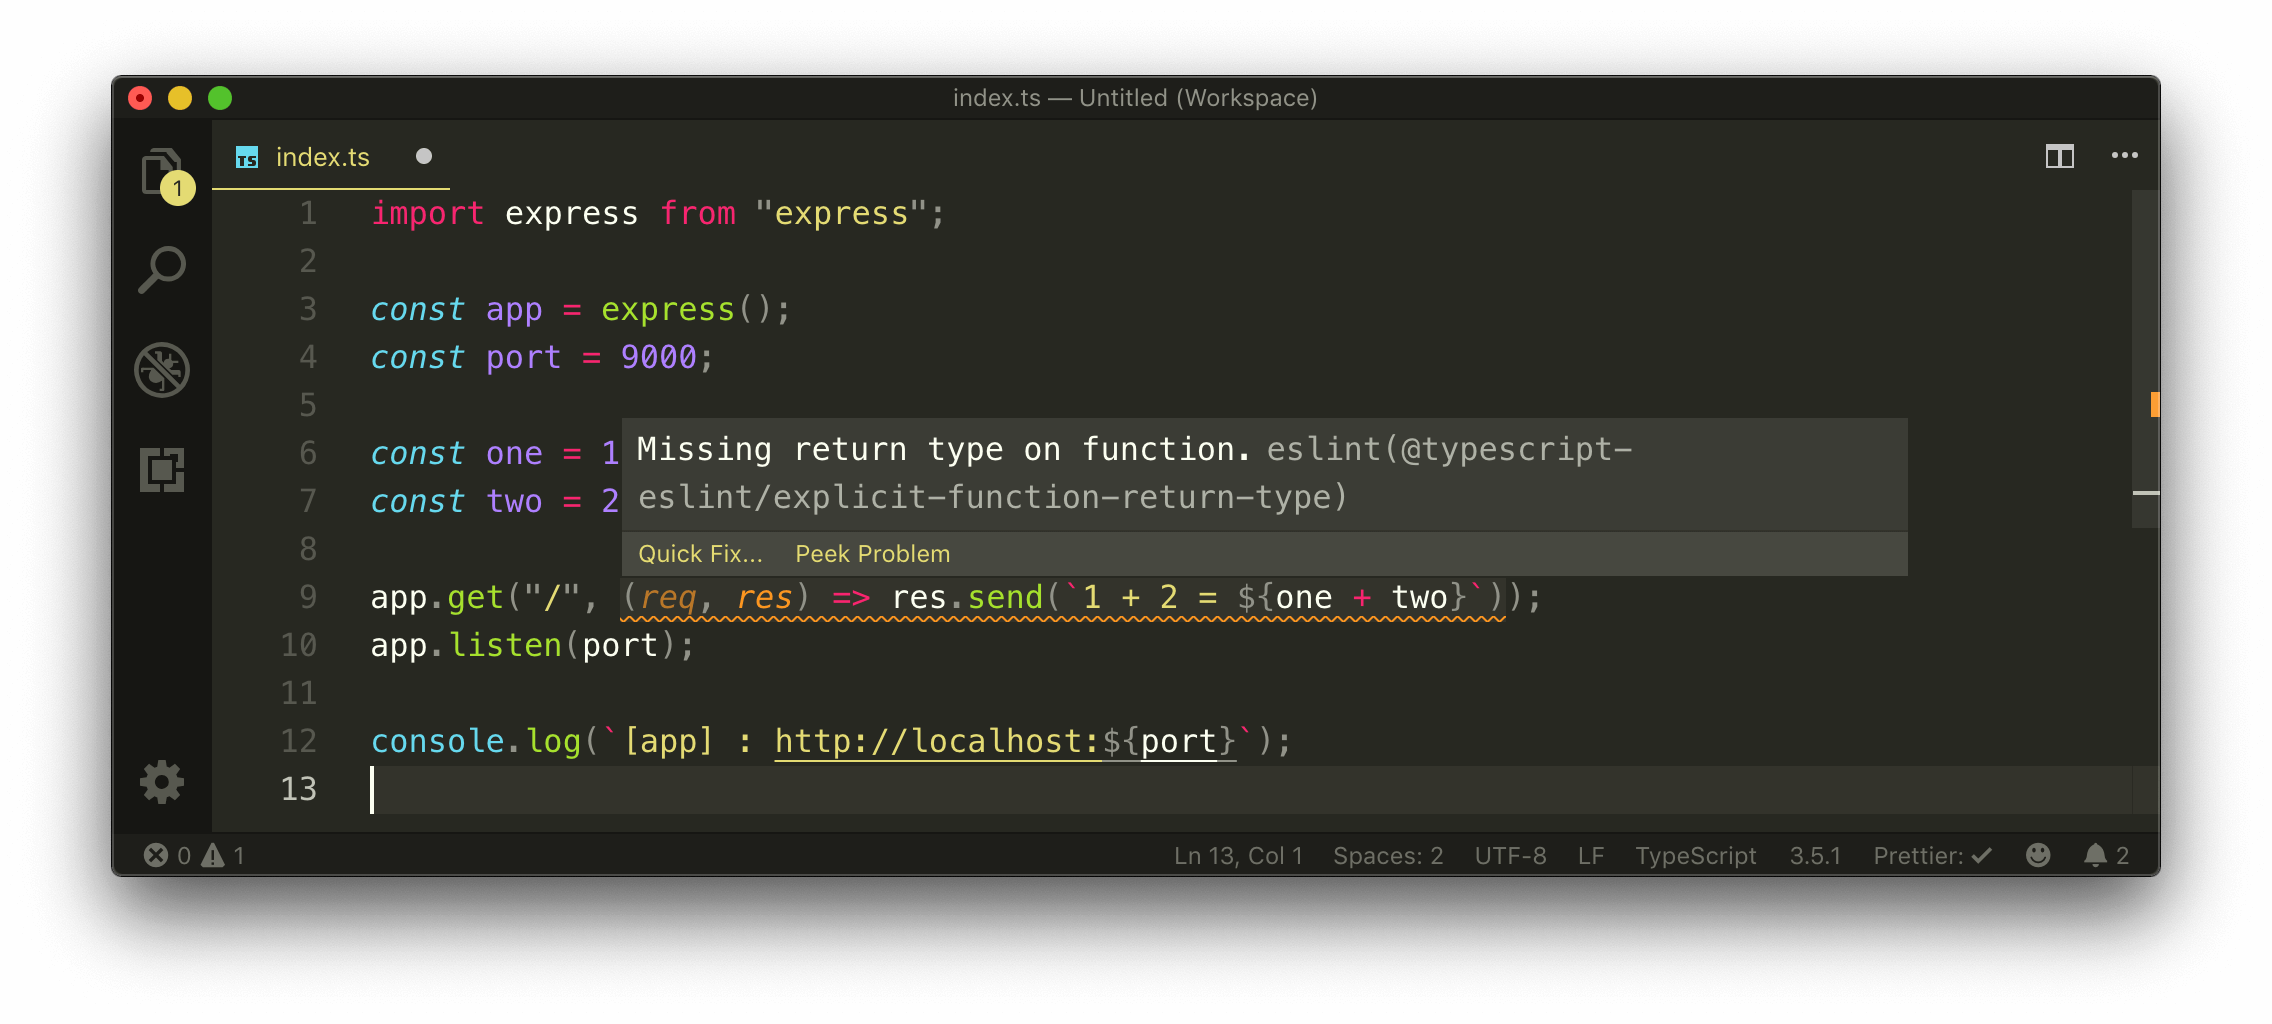 index.ts — Untitled (Workspace)
TS index.ts
1
1 import express from "express";
2
3 const app = express();
4 const port = 9000;
5
6 const one = 1
7 const two = 2
Missing return type on function. eslint(@typescript-
eslint/explicit-function-return-type)
8
Quick Fix... Peek Problem
9 app.get("/", (req, res) => res.send(`1 + 2 = ${one + two}`));
10 app.listen(port);
11
12 console.log(`[app] : http://localhost:${port}`);
13
0 1 Ln 13, Col 1 Spaces: 2 UTF-8 LF TypeScript 3.5.1 Prettier: ✓ 2